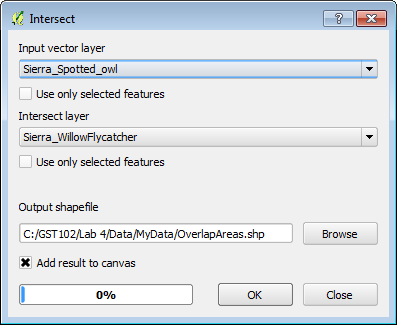 Intersect
Input vector layer
Sierra_Spotted_owl
Use only selected features
Intersect layer
Sierra_WillowFlycatcher
Use only selected features
Output shapefile
C:/GST102/Lab 4/Data/MyData/OverlapAreas.shp
Browse
Add result to canvas
0%
OK
Close